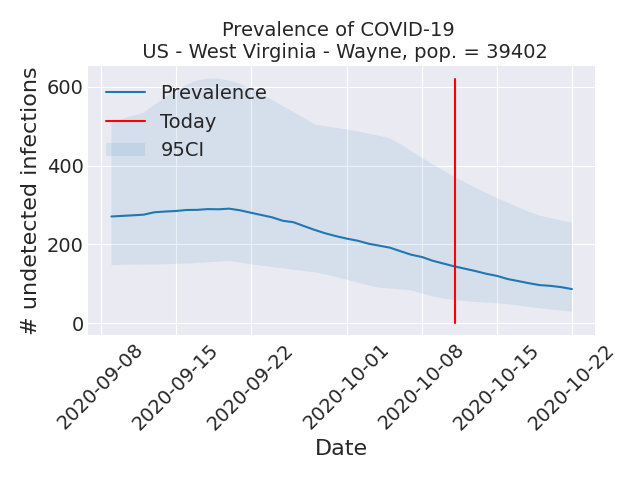 Prevalence of COVID-19
US - West Virginia - Wayne, pop. = 39402
# undetected infections
600
400
200
0
Prevalence
Today
95CI
2020-09-08
2020-09-15
2020-09-22
2020-10-01
2020-10-08
2020-10-15
2020-10-22
Date